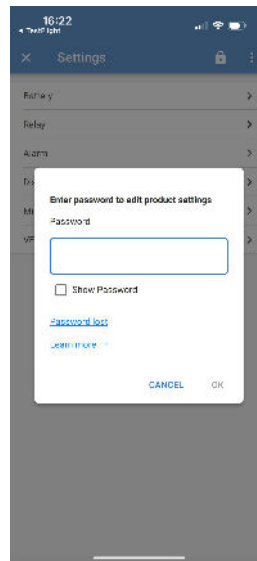 16:22
TestFlight
Settings
Battery
Relay
Alarm
Enter password to edit product settings
Password
Show Password
Password lost
Learn more
CANCEL
OK